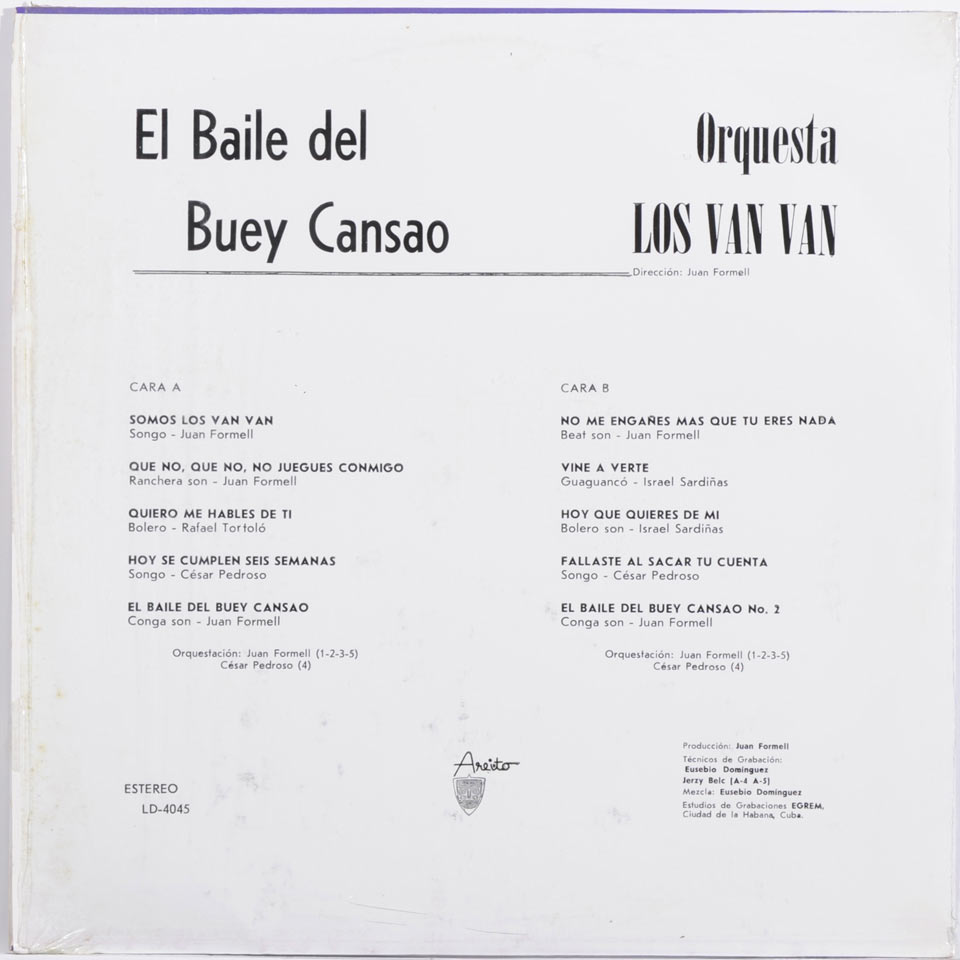 El Baile del
Buey Cansao
Orquesta
LOS VAN VAN
Dirección: Juan Formell
CARA A
SOMOS LOS VAN VAN
Songo - Juan Formell
QUE NO, QUE NO, NO JUEGUES CONMIGO
Ranchera son - Juan Formell
QUIERO ME HABLES DE TI
Bolero - Rafael Tortoló
HOY SE CUMPLEN SEIS SEMANAS
Songo - César Pedroso
EL BAILE DEL BUEY CANSAO
Conga son - Juan Formell
Orquestación: Juan Formell (1-2-3-5)
César Pedroso (4)
CARA B
NO ME ENGAÑES MAS QUE TU ERES NADA
Beat son - Juan Formell
VINE A VERTE
Guaguancó - Israel Sardiñas
HOY QUE QUIERES DE MI
Bolero son - Israel Sardiñas
FALLASTE AL SACAR TU CUENTA
Songo - César Pedroso
EL BAILE DEL BUEY CANSAO No. 2
Conga son - Juan Formell
Orquestación: Juan Formell (1-2-3-5)
César Pedroso (4)
ESTEREO
LD-4045
Areito
Producción: Juan Formell
Técnicos de Grabación:
Eusebio Domínguez
Jerzy Belc [A-4 A-5]
Mezcla: Eusebio Domínguez
Estudios de Grabaciones EGREM,
Ciudad de la Habana, Cuba.